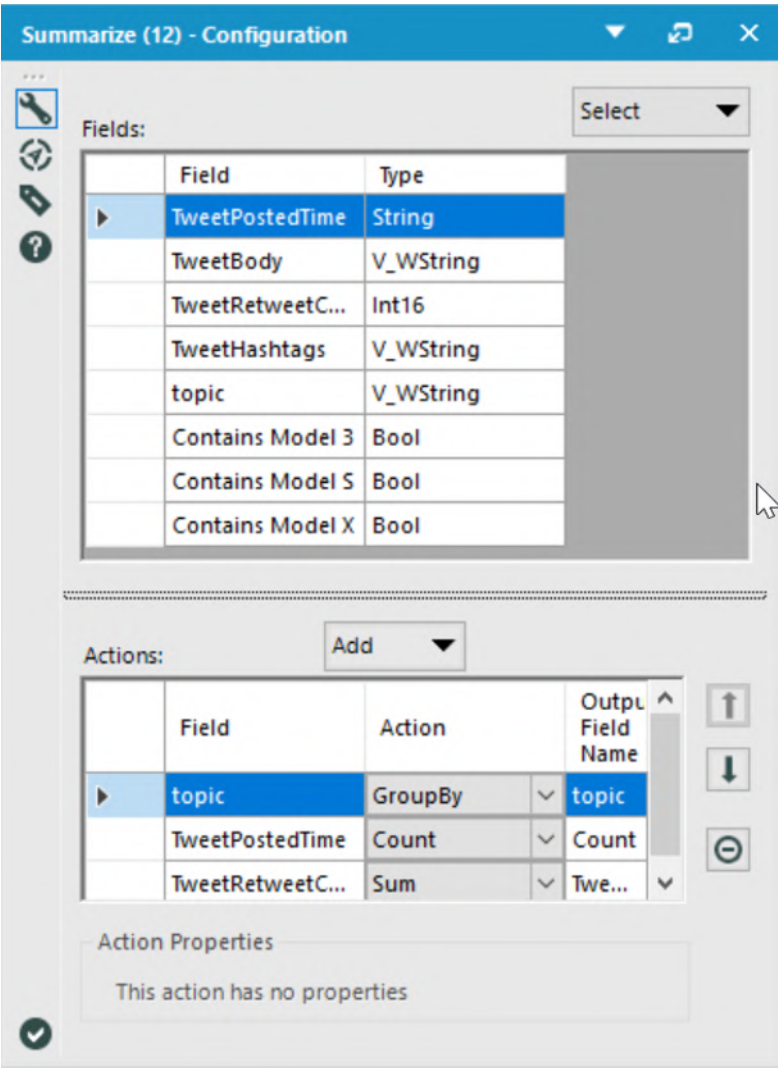 Summarize (12) - Configuration
Select
Fields:
Field Type
TweetPostedTime String
TweetBody V_WString
TweetRetweetC... Int16
TweetHashtags V_WString
topic V_WString
Contains Model 3 Bool
Contains Model S Bool
Contains Model X Bool
Add
Actions:
Field Action Outpu Field Name
topic GroupBy topic
TweetPostedTime Count Count
TweetRetweetC... Sum Twe...
Action Properties
This action has no properties